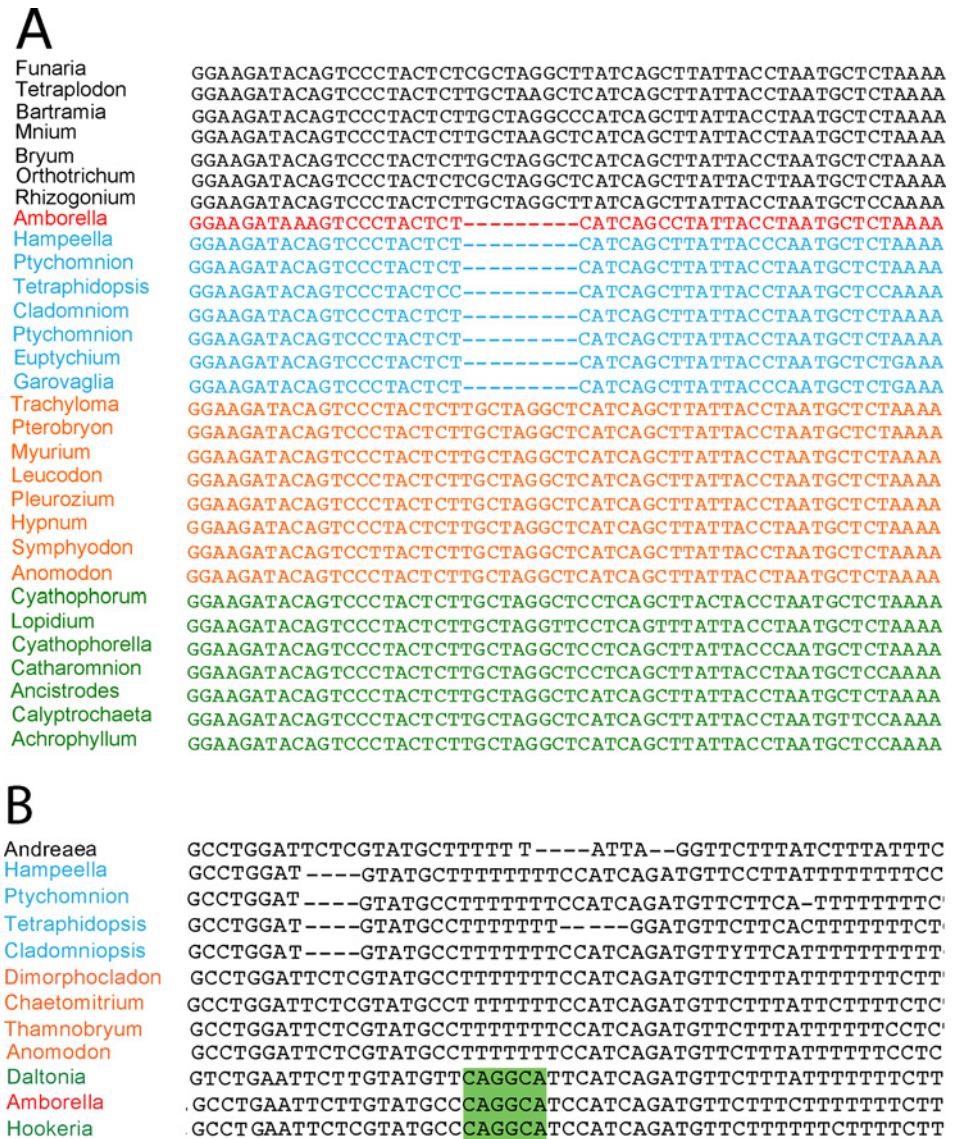 A
Funaria GGAAGATACAGTCCCTACTCTCGCTAGGCTTATCAGCTTATTACCTAATGCTCTAAAA
Tetraplodon GGAAGATACAGTCCCTACTCTTGCTAAGCTCATCAGCTTATTACCTAATGCTCTAAAA
Bartramia GGAAGATACAGTCCCTACTCTTGCTAGGCCCATCAGCTTATTACCTAATGCTCTAAAA
Mnium GGAAGATACAGTCCCTACTCTTGCTAAGCTCATCAGCTTATTACCTAATGCTCTAAAA
Bryum GGAAGATACAGTCCCTACTCTTGCTAGGCTCATCAGCTTATTACCTAATGCTCTAAAA
Orthotrichum GGAAGATACAGTCCCTACTCTCGCTAGGCTCATCAGCTTATTACTTAATGCTCTAAAA
Rhizogonium GGAAGATACAGTCCCTACTCTTGCTAGGCTTATCAGCTTATTACCTAATGCTCCAAAA
Amborella GGAAGATAAAGTCCCTACTCT---------CATCAGCCTATTACCTAATGCTCTAAAA
Hampeella GGAAGATACAGTCCCTACTCT---------CATCAGCTTATTACCCAATGCTCTAAAA
Ptychomnion GGAAGATACAGTCCCTACTCT---------CATCAGCTTATTACCTAATGCTCTAAAA
Tetraphidopsis GGAAGATACAGTCCCTACTCC---------CATCAGCTTATTACCTAATGCTCCAAAA
Cladomniom GGAAGATACAGTCCCTACTCT---------CATCAGCTTATTACCTAATGCTCTAAAA
Ptychomnion GGAAGATACAGTCCCTACTCT---------CATCAGCTTATTACCTAATGCTCTAAAA
Euptychium GGAAGATACAGTCCCTACTCT---------CATCAGCTTATTACCTAATGCTCTGAAA
Garovaglia GGAAGATACAGTCCCTACTCT---------CATCAGCTTATTACCCAATGCTCTGAAA
Trachyloma GGAAGATACAGTCCCTACTCTTGCTAGGCTCATCAGCTTATTACCTAATGCTCTAAAA
Pterobryon GGAAGATACAGTCCCTACTCTTGCTAGGCTCATCAGCTTATTACCTAATGCTCTAAAA
Myurium GGAAGATACAGTCCCTACTCTTGCTAGGCTCATCAGCTTATTACCTAATGCTCTAAAA
Leucodon GGAAGATACAGTCCCTACTCTTGCTAGGCTCATCAGCTTATTACCTAATGCTCTAAAA
Pleurozium GGAAGATACAGTCCCTACTCTTGCTAGGCTCATCAGCTTATTACCTAATGCTCTAAAA
Hypnum GGAAGATACAGTCCCTACTCTTGCTAGGCTCATCAGCTTATTACCTAATGCTCTAAAA
Symphyodon GGAAGATACAGTCCTTACTCTTGCTAGGCTCATCAGCTTATTACCTAATGCTCTAAAA
Anomodon GGAAGATACAGTCCCTACTCTTGCTAGGCTCATCAGCTTATTACCTAATGCTCTAAAA
Cyathophorum GGAAGATACAGTCCCTACTCTTGCTAGGCTCCTCAGCTTACTACCTAATGCTCTAAAA
Lopidium GGAAGATACAGTCCCTACTCTTGCTAGGTTCCTCAGTTTATTACCTAATGCTCTAAAA
Cyathophorella GGAAGATACAGTCCCTACTCTTGCTAGGCTCCTCAGCTTATTACCCAATGCTCTAAAA
Catharomnion GGAAGATACAGTCCCTACTCTTGCTAGGCTCCTCAGCTTATTACCTAATGCTCCAAAA
Ancistrodes GGAAGATACAGTCCCTACTCTTGCTAGGCTCATCAGCTTATTACCTAATGCTCTAAAA
Calyptrochaeta GGAAGATACAGTCCCTACTCTTGCTAGGCTCATCAGCTTATTACCTAATGTTCCAAAA
Achrophyllum GGAAGATACAGTCCCTACTCTTGCTAGGCTCATCAGCTTATTACCTAATGCTCCAAAA
B
Andreaea GCCTGGATTCTCGTATGCTTTTTT T----ATTA--GGTTCTTTATCTTTATTTC
Hampeella GCCTGGAT----GTATGCTTTTTTTTCCATCAGATGTTCCTTATTTTTTTTCC
Ptychomnion GCCTGGAT----GTATGCCTTTTTTTCCATCAGATGTTCTTCA-TTTTTTTTC
Tetraphidopsis GCCTGGAT----GTATGCCTTTTTTT-----GGATGTTCTTCACTTTTTTTCT
Cladomniopsis GCCTGGAT----GTATGCCTTTTTTTCCATCAGATGTTYTTCATTTTTTTTTT
Dimorphocladon GCCTGGATTCTCGTATGCCTTTTTTTCCATCAGATGTTCTTTATTTTTTTCTT
Chaetomitrium GCCTGGATTCTCGTATGCCT TTTTTTCCATCAGATGTTCTTTATTCTTTTCTC
Thamnobryum GCCTGGATTCTCGTATGCCTTTTTTTCCATCAGATGTTCTTTATTTTTTCCTC
Anomodon GCCTGGATTCTCGTATGCCTTTTTTTCCATCAGATGTTCTTTATTTTTTCCTC
Daltonia GTCTGAATTCTTGTATGTTCAGGCATTCATCAGATGTTCTTTATTTTTTTCTT
Amborella .GCCTGAATTCTTGTATGCCCAGGCATCCATCAGATGTTCTTTCTTTTTTTCTT
Hookeria .GCCTGAATTCTTGTATGCCCAGGCATCCATCAGATGTTCTTTTTTCTTTTCTT